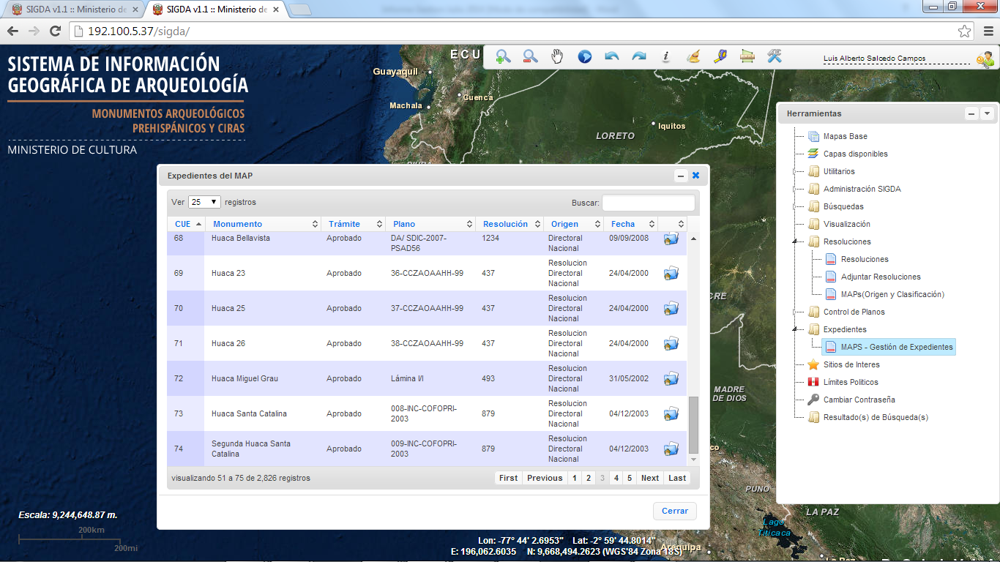 SIGDA v1.1 :: Ministerio de
SIGDA v1.1 :: Ministerio de
192.100.5.37/sigda/
SISTEMA DE INFORMACIÓN
GEOGRÁFICA DE ARQUEOLOGÍA
MONUMENTOS ARQUEOLÓGICOS
PREHISPÁNICOS Y CIRAS
MINISTERIO DE CULTURA
ECU
Luis Alberto Salcedo Campos
Guayaquil
Cuenca
Machala
Iquitos
LORETO
PIURA
Herramientas
Mapas Base
Capas disponibles
Utilitarios
Administración SIGDA
Búsquedas
Visualización
Resoluciones
Resoluciones
Adjuntar Resoluciones
MAPs(Origen y Clasificación)
Control de Planos
Expedientes
MAPS - Gestión de Expedientes
Sitios de Interes
Límites Politicos
Cambiar Contraseña
Resultado(s) de Búsqueda(s)
Expedientes del MAP
Ver 25 registros Buscar:
CUE Monumento Trámite Plano Resolución Origen Fecha
68 Huaca Bellavista Aprobado DA/ SDIC-2007-PSAD56 1234 Directoral Nacional 09/09/2008
69 Huaca 23 Aprobado 36-CCZAOAAHH-99 437 Resolucion Directoral Nacional 24/04/2000
70 Huaca 25 Aprobado 37-CCZAOAAHH-99 437 Resolucion Directoral Nacional 24/04/2000
71 Huaca 26 Aprobado 38-CCZAOAAHH-99 437 Resolucion Directoral Nacional 24/04/2000
72 Huaca Miguel Grau Aprobado Lámina I/I 493 Resolucion Directoral Nacional 31/05/2002
73 Huaca Santa Catalina Aprobado 008-INC-COFOPRI-2003 879 Resolucion Directoral Nacional 04/12/2003
74 Segunda Huaca Santa Catalina Aprobado 009-INC-COFOPRI-2003 879 Resolucion Directoral Nacional 04/12/2003
visualizando 51 a 75 de 2,826 registros First Previous 1 2 3 4 5 Next Last
Cerrar
CRE
MADRE
DE DIOS
co
PUNO
LA PAZ
Lago
Titicaca
Arequipa
La Paz
Escala: 9,244,648.87 m.
200km
200mi
Lon: -77° 44' 2.6953" Lat: -2° 59' 44.8014"
E: 196,062.6035 N: 9,668,494.2623 (WGS'84 Zona 18S)